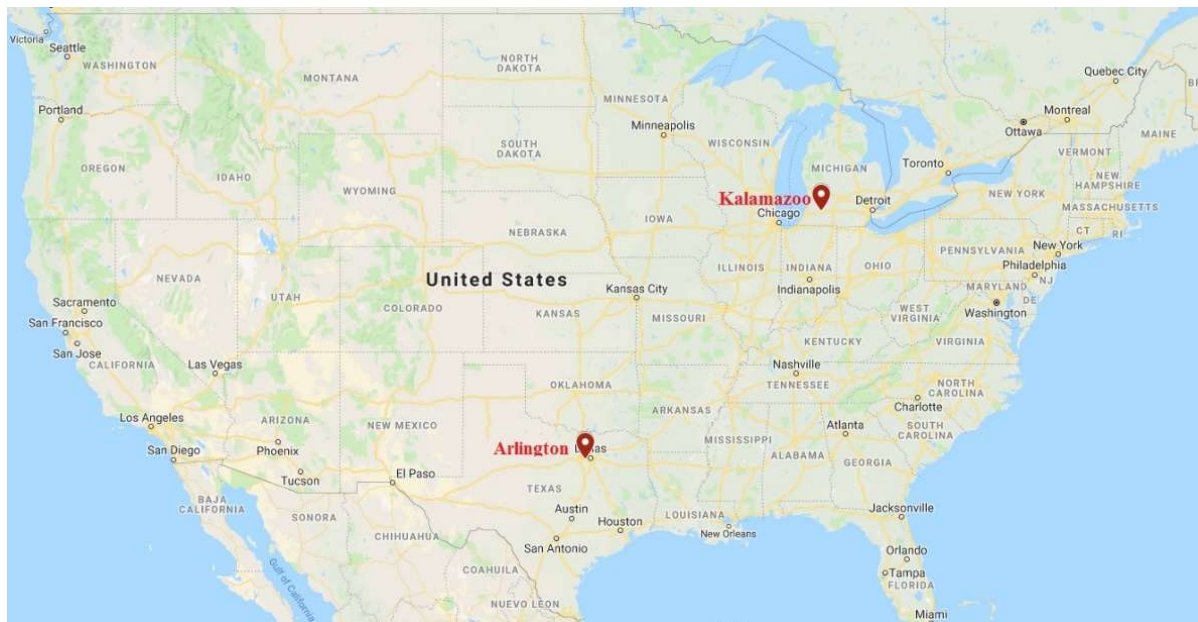 Victoria
Seattle
WASHINGTON
NORTH
DAKOTA
MONTANA
Quebec City
MINNESOTA
Portland
Montreal
Minneapolis
Ottawa
MAINE
WISCONSIN
SOUTH
DAKOTA
VERMONT
MICHIGAN
Toronto
OREGON
IDAHO
NEW
HAMPSHIRE
WYOMING
Kalamazoo
Detroit
NEW YORK
MASSACHUSETTS
Chicago
IOWA
CT
RI
NEBRASKA
PENNSYLVANIA
New York
ILLINOIS
INDIANA
OHIO
Philadelphia
NEVADA
United States
Kansas City
Indianapolis
MARYLAND
NJ
UTAH
DE
Sacramento
COLORADO
KANSAS
MISSOURI
WEST
VIRGINIA
Washington
San Francisco
KENTUCKY
VIRGINIA
San Jose
CALIFORNIA
Las Vegas
Nashville
OKLAHOMA
TENNESSEE
NORTH
CAROLINA
Charlotte
Los Angeles
ARIZONA
NEW MEXICO
ARKANSAS
Atlanta
SOUTH
CAROLINA
San Diego
Phoenix
Arlington
MISSISSIPPI
ALABAMA
GEORGIA
Tucson
El Paso
TEXAS
BAJA
CALIFORNIA
SONORA
Austin
LOUISIANA
Jacksonville
Houston
CHIHUAHUA
New Orleans
San Antonio
Orlando
Gulf of California
COAHUILA
Tampa
FLORIDA
NUEVO LEON
Miami